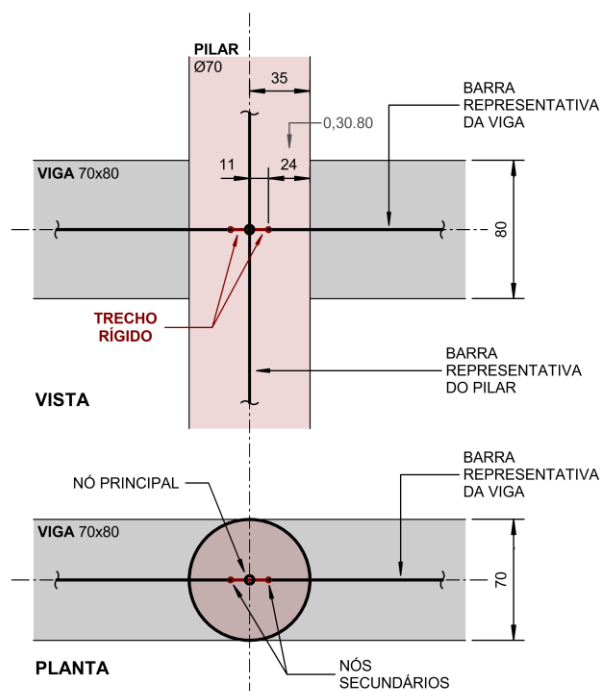 PILAR
Ø70
35
BARRA
REPRESENTATIVA
DA VIGA
0,30.80
VIGA 70x80
11
24
80
TRECHO
RÍGIDO
BARRA
REPRESENTATIVA
DO PILAR
VISTA
BARRA
REPRESENTATIVA
DA VIGA
NÓ PRINCIPAL
VIGA 70x80
70
PLANTA
NÓS
SECUNDÁRIOS